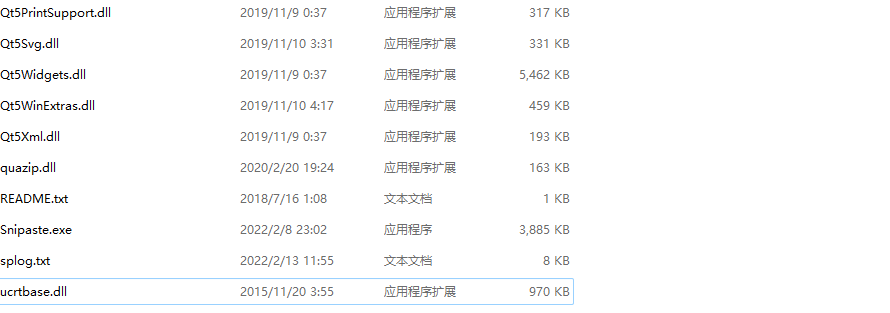 Qt5PrintSupport.dll 2019/11/9 0:37 应用程序扩展 317 KB
Qt5Svg.dll 2019/11/10 3:31 应用程序扩展 331 KB
Qt5Widgets.dll 2019/11/9 0:37 应用程序扩展 5,462 KB
Qt5WinExtras.dll 2019/11/10 4:17 应用程序扩展 459 KB
Qt5Xml.dll 2019/11/9 0:37 应用程序扩展 193 KB
quazip.dll 2020/2/20 19:24 应用程序扩展 163 KB
README.txt 2018/7/16 1:08 文本文档 1 KB
Snipaste.exe 2022/2/8 23:02 应用程序 3,885 KB
splog.txt 2022/2/13 11:55 文本文档 8 KB
ucrtbase.dll 2015/11/20 3:55 应用程序扩展 970 KB